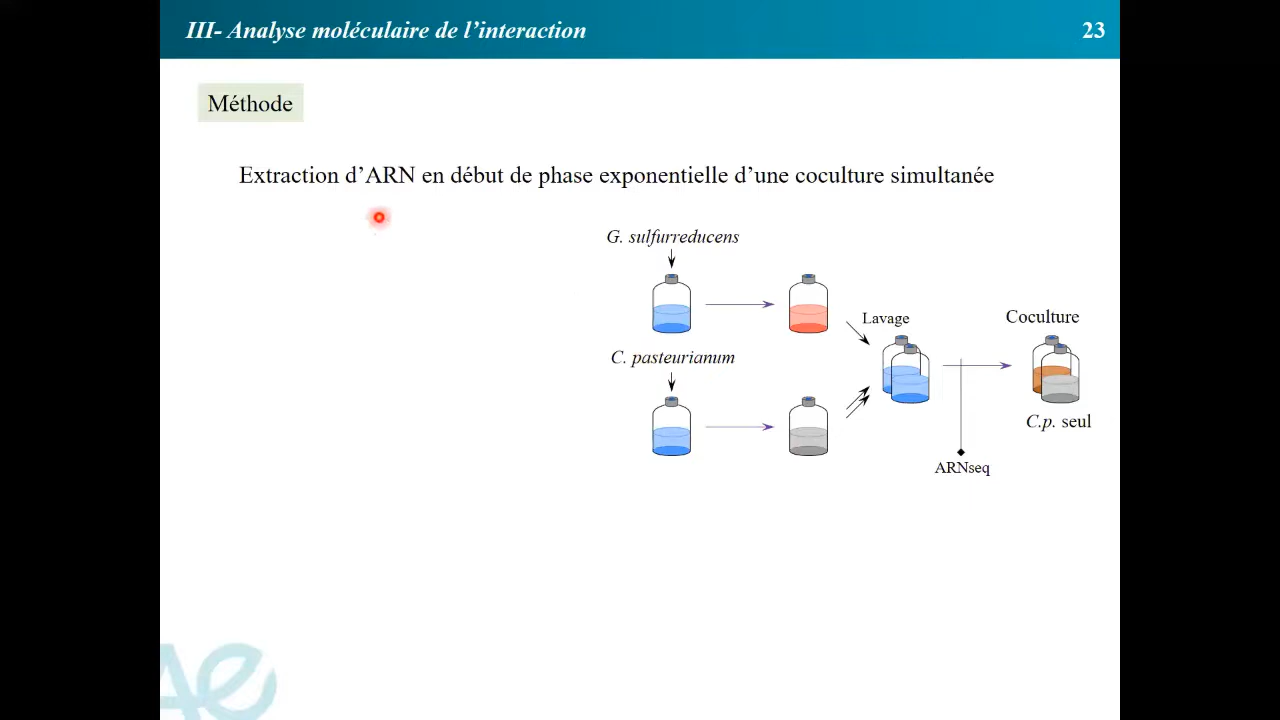 III- Analyse moléculaire de l’interaction
23
Méthode
Extraction d’ARN en début de phase exponentielle d’une coculture simultanée
G. sulfurreducens
Lavage
Coculture
C. pasteurianum
C.p. seul
ARNseq